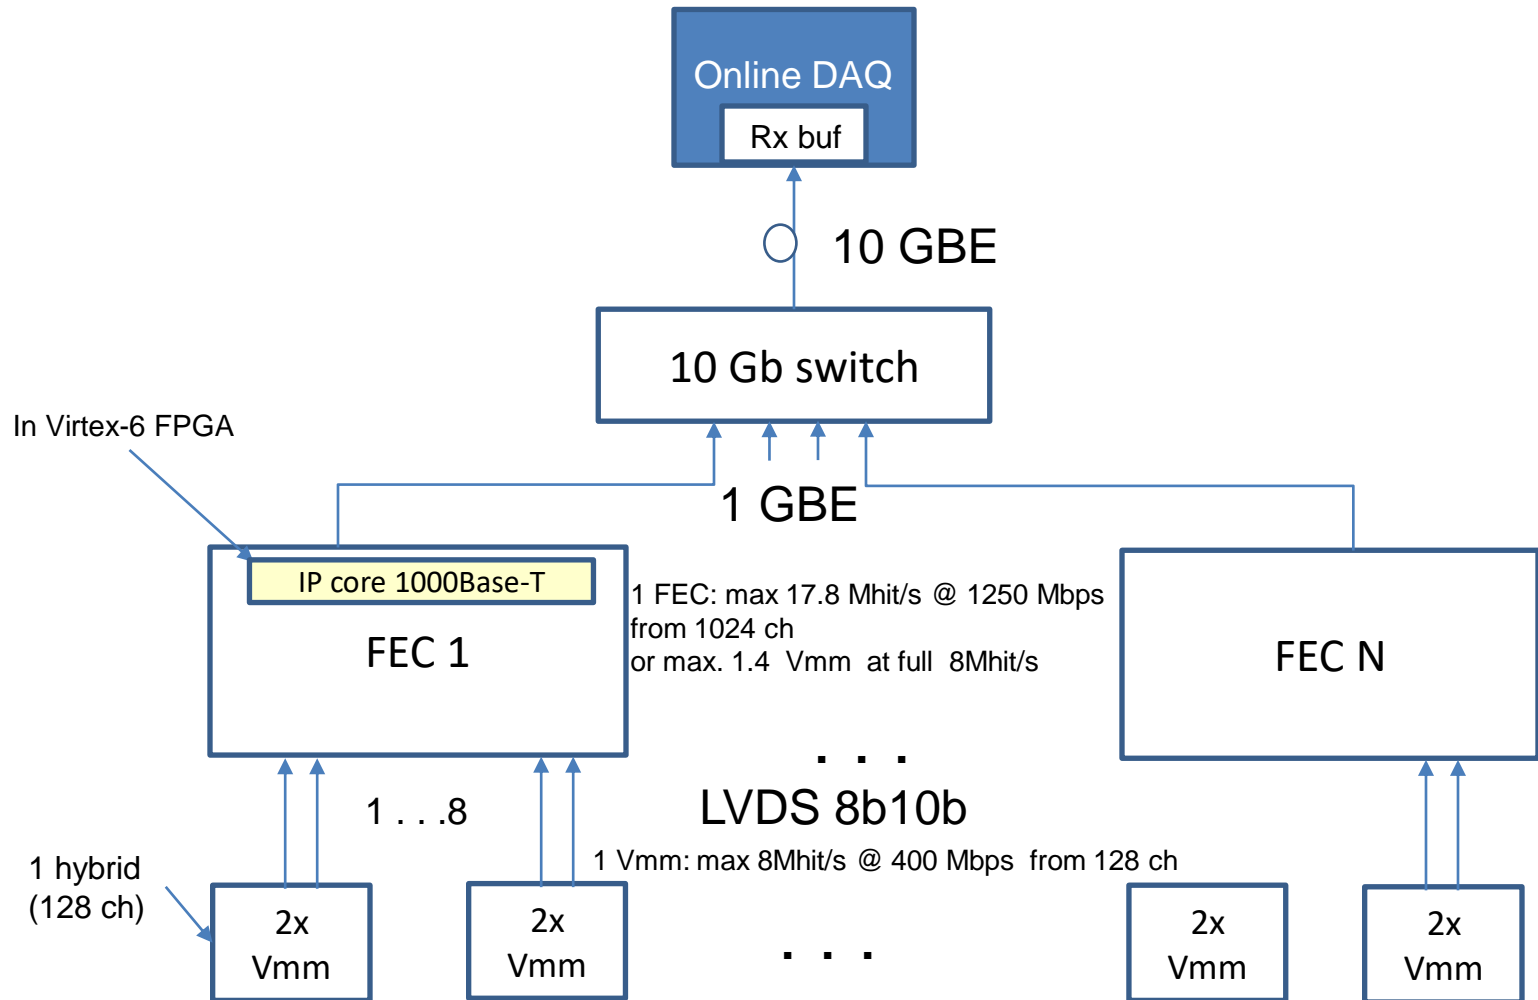 Online DAQ
Rx buf
10 GBE
10 Gb switch
In Virtex-6 FPGA
1 GBE
IP core 1000Base-T
FEC 1
1 FEC: max 17.8 Mhit/s @ 1250 Mbps
from 1024 ch
or max. 1.4 Vmm at full 8Mhit/s
FEC N
. . .
1 . . .8
LVDS 8b10b
1 Vmm: max 8Mhit/s @ 400 Mbps from 128 ch
1 hybrid
(128 ch)
2x
Vmm
2x
Vmm
. . .
2x
Vmm
2x
Vmm